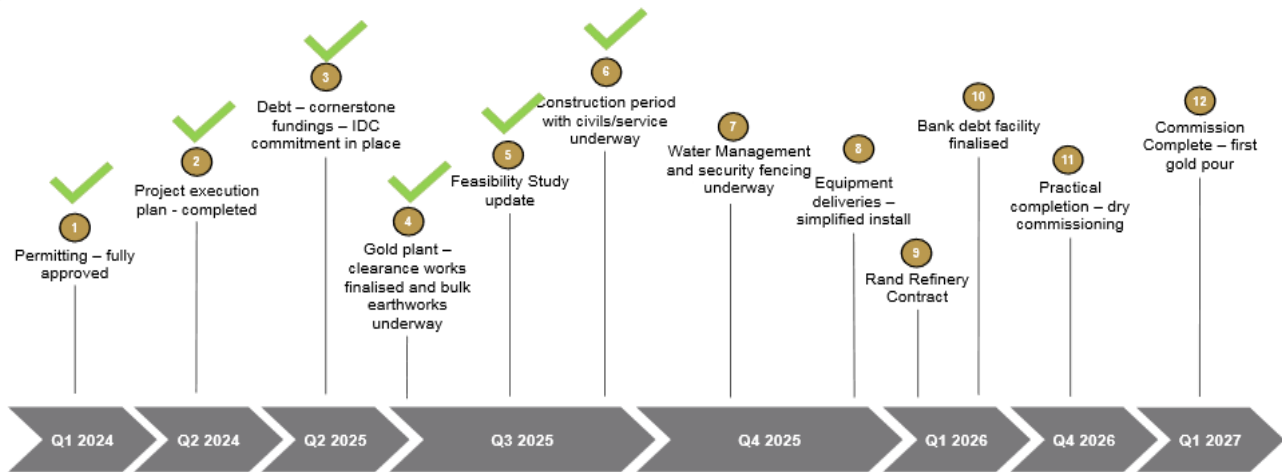 1
Permitting – fully
approved
2
Project execution
plan - completed
3
Debt – cornerstone
fundings – IDC
commitment in place
4
Gold plant –
clearance works
finalised and bulk
earthworks
underway
5
Feasibility Study
update
6
Construction period
with civils/service
underway
7
Water Management
and security fencing
underway
8
Equipment
deliveries –
simplified install
9
Rand Refinery
Contract
10
Bank debt facility
finalised
11
Practical
completion – dry
commissioning
12
Commission
Complete – first
gold pour
Q1 2024
Q2 2024
Q2 2025
Q3 2025
Q4 2025
Q1 2026
Q4 2026
Q1 2027